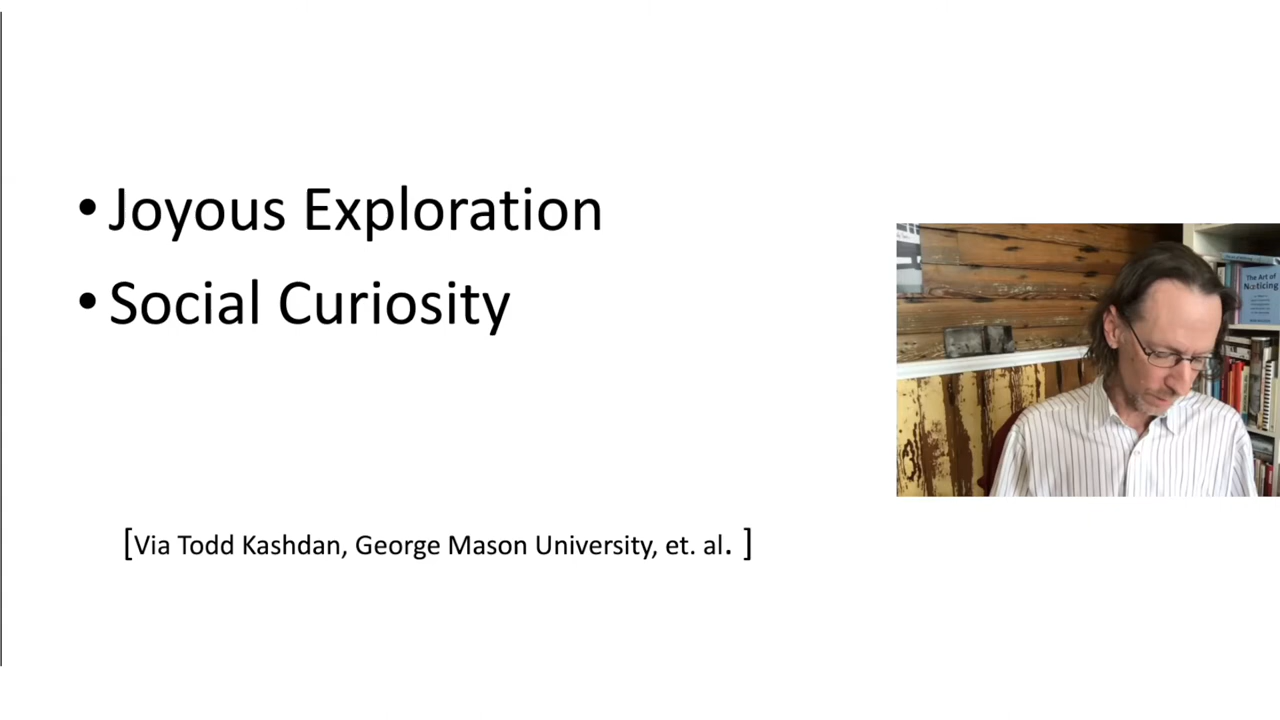 • Joyous Exploration
• Social Curiosity
[Via Todd Kashdan, George Mason University, et. al. ]
The Art of
Noticing